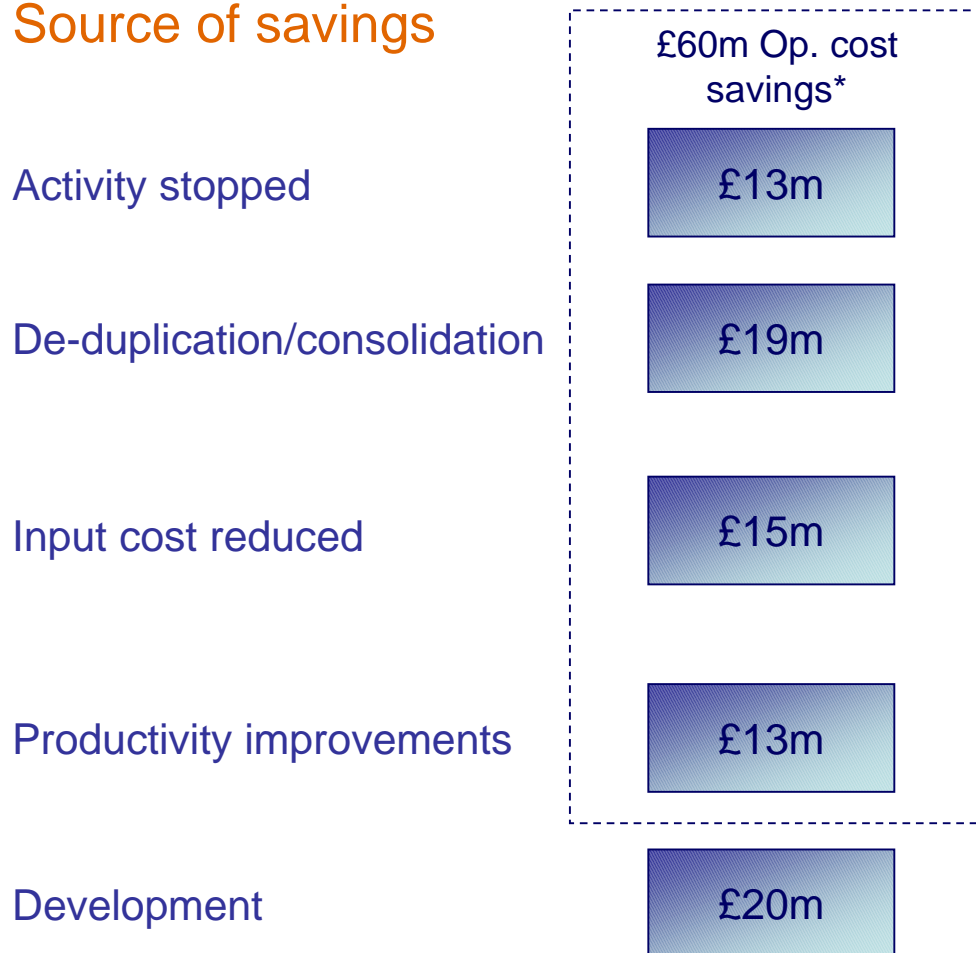 Source of savings
£60m Op. cost
savings*
Activity stopped
£13m
De-duplication/consolidation
£19m
Input cost reduced
£15m
Productivity improvements
£13m
Development
£20m